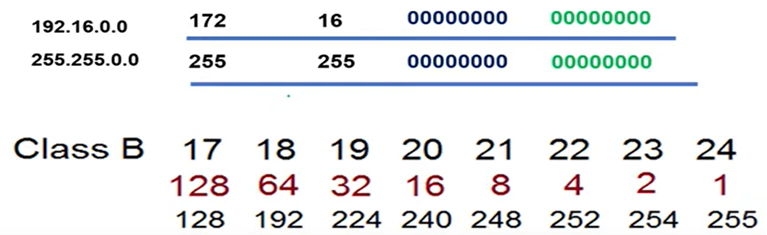 192.16.0.0 172 16 00000000 00000000
255.255.0.0 255 255 00000000 00000000
Class B 17 18 19 20 21 22 23 24
128 64 32 16 8 4 2 1
128 192 224 240 248 252 254 255